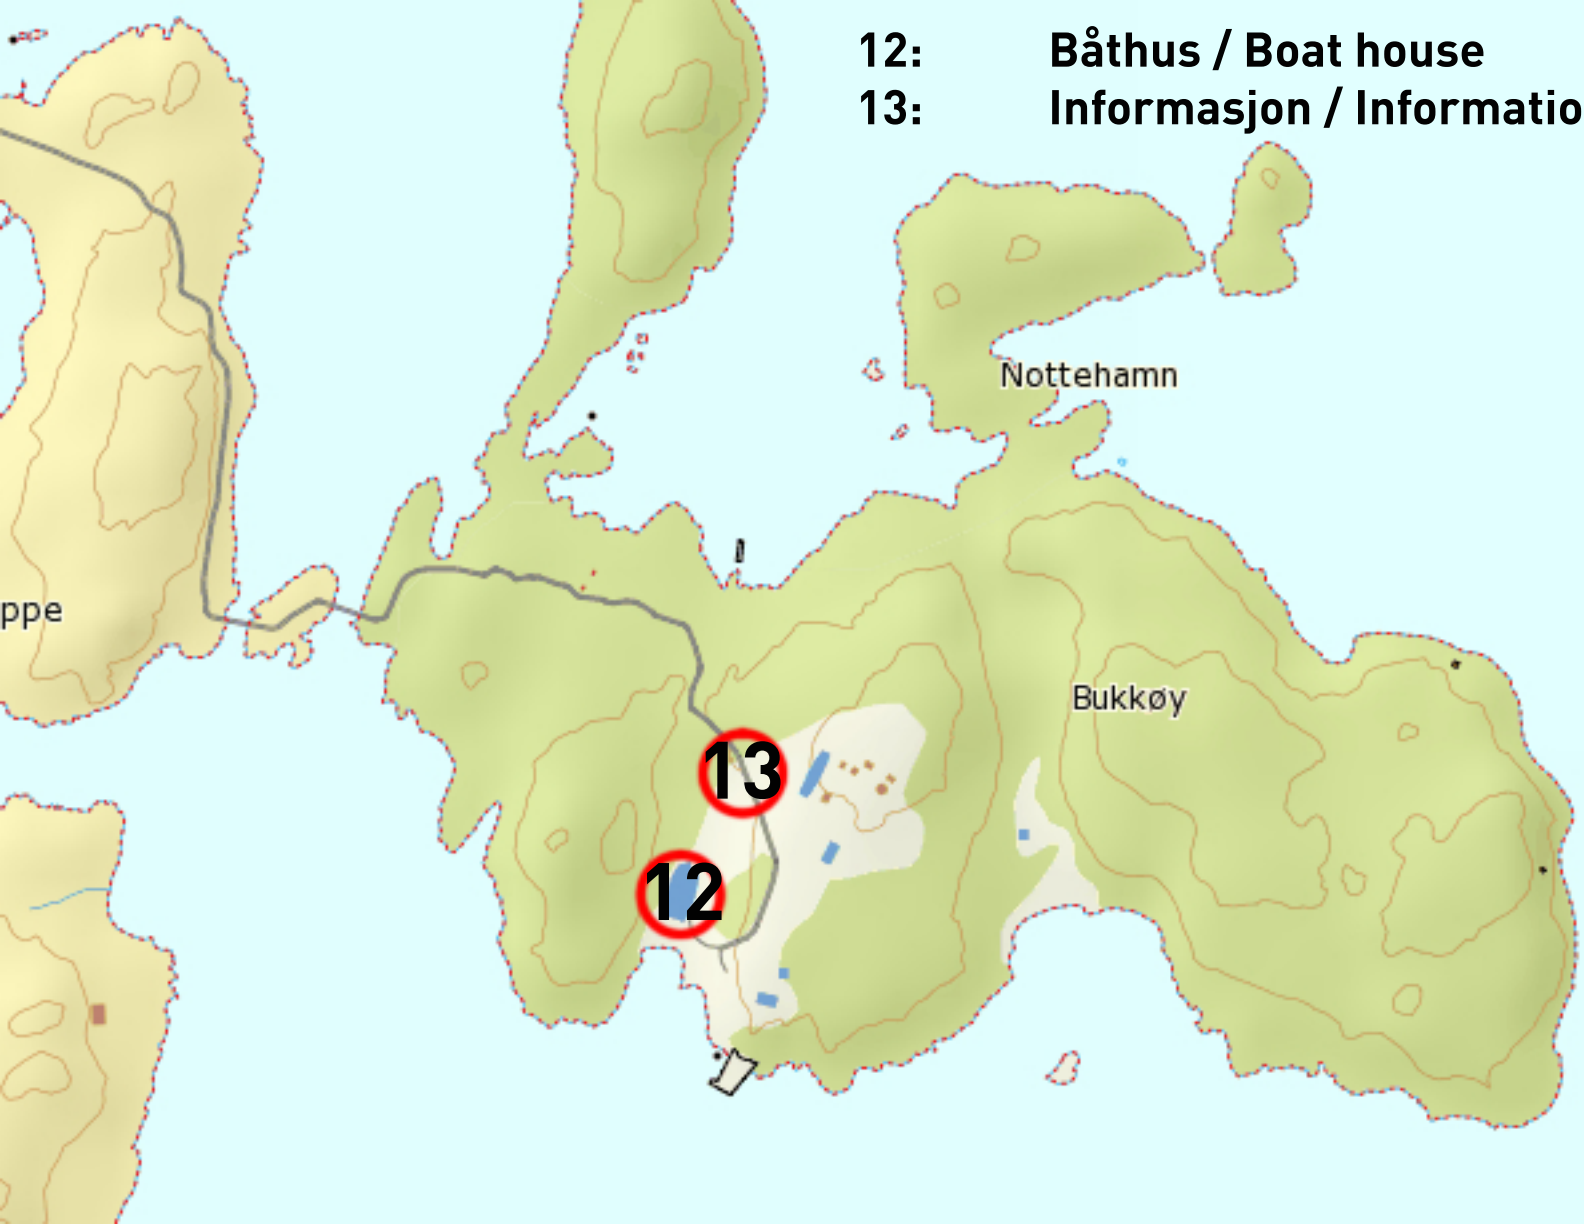 12: Båthus / Boat house
13: Informasjon / Informatio
Nottehamn
ppe
Bukkøy
13
12